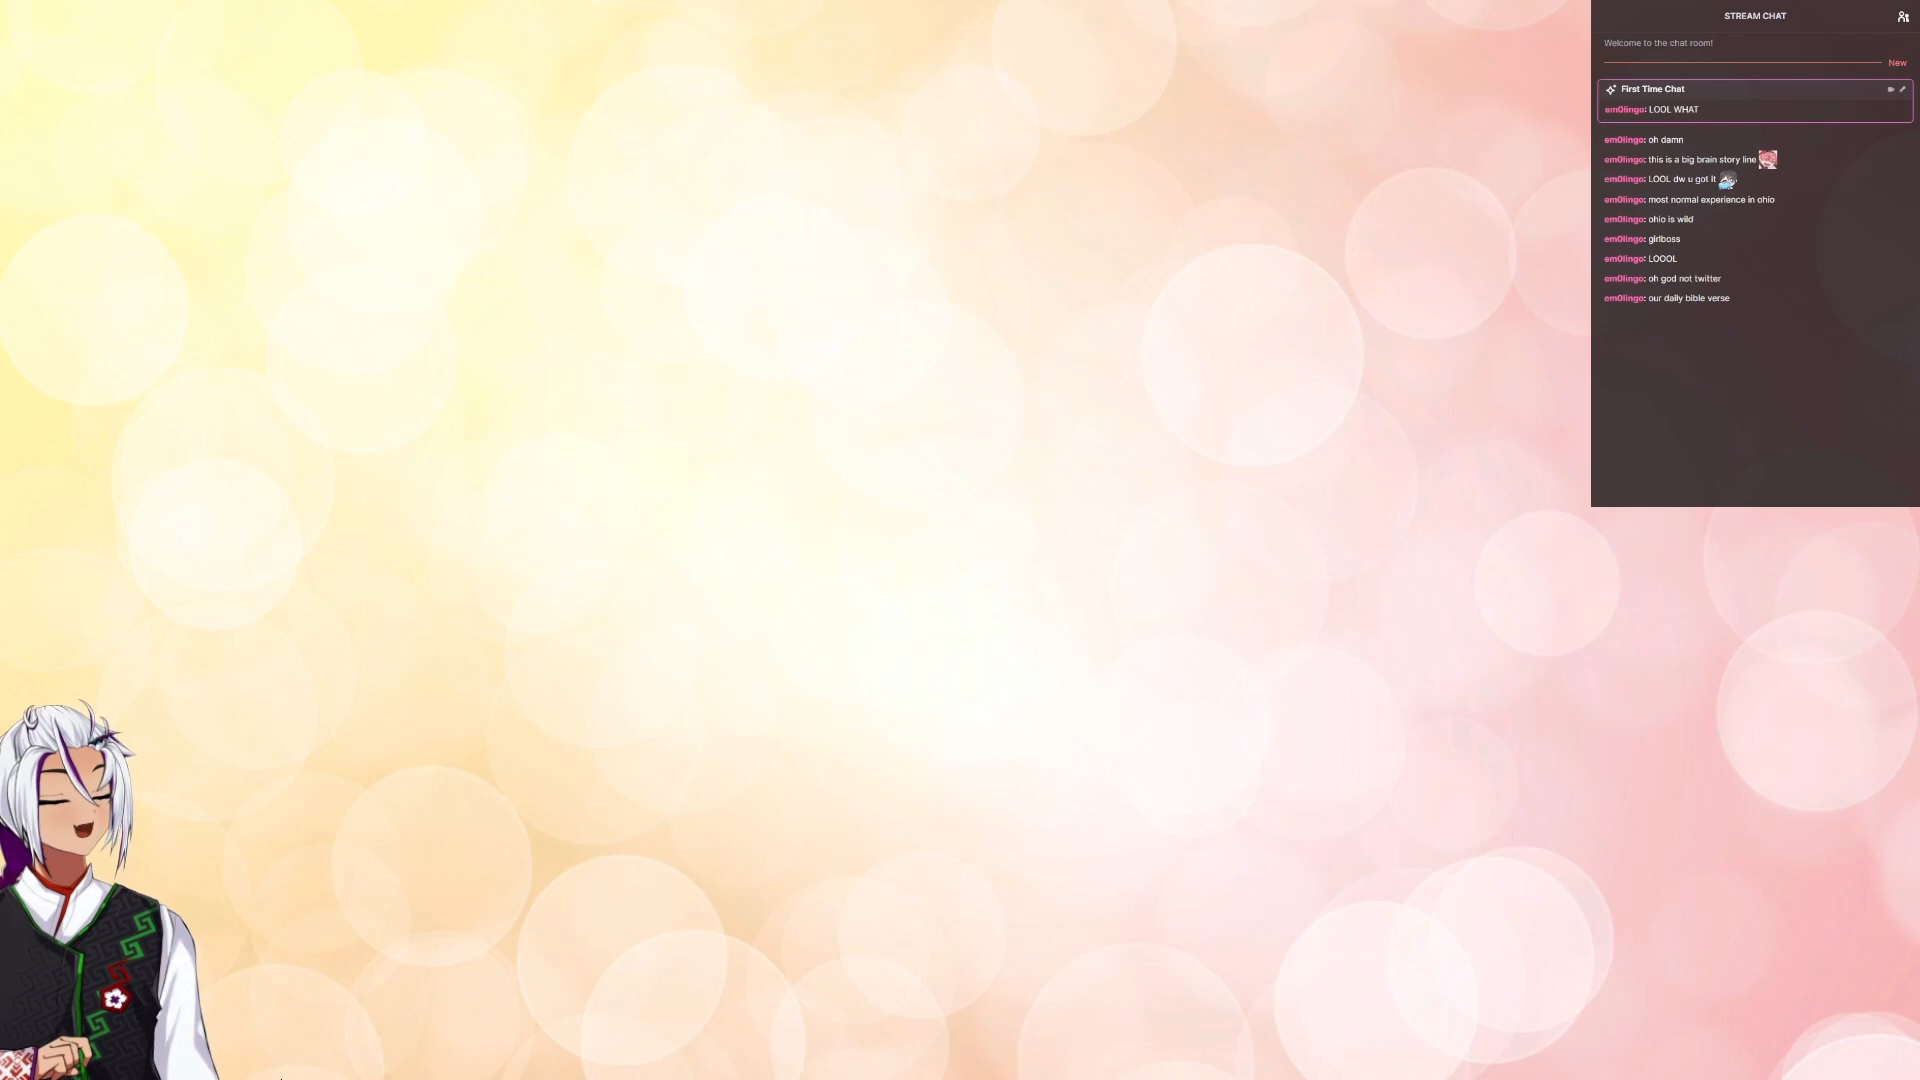 STREAM CHAT
Welcome to the chat room!
New
First Time Chat
em0lingo: LOOL WHAT
em0lingo: oh damn
em0lingo: this is a big brain story line
em0lingo: LOOL dw u got it
em0lingo: most normal experience in ohio
em0lingo: ohio is wild
em0lingo: girlboss
em0lingo: LOOOL
em0lingo: oh god not twitter
em0lingo: our daily bible verse